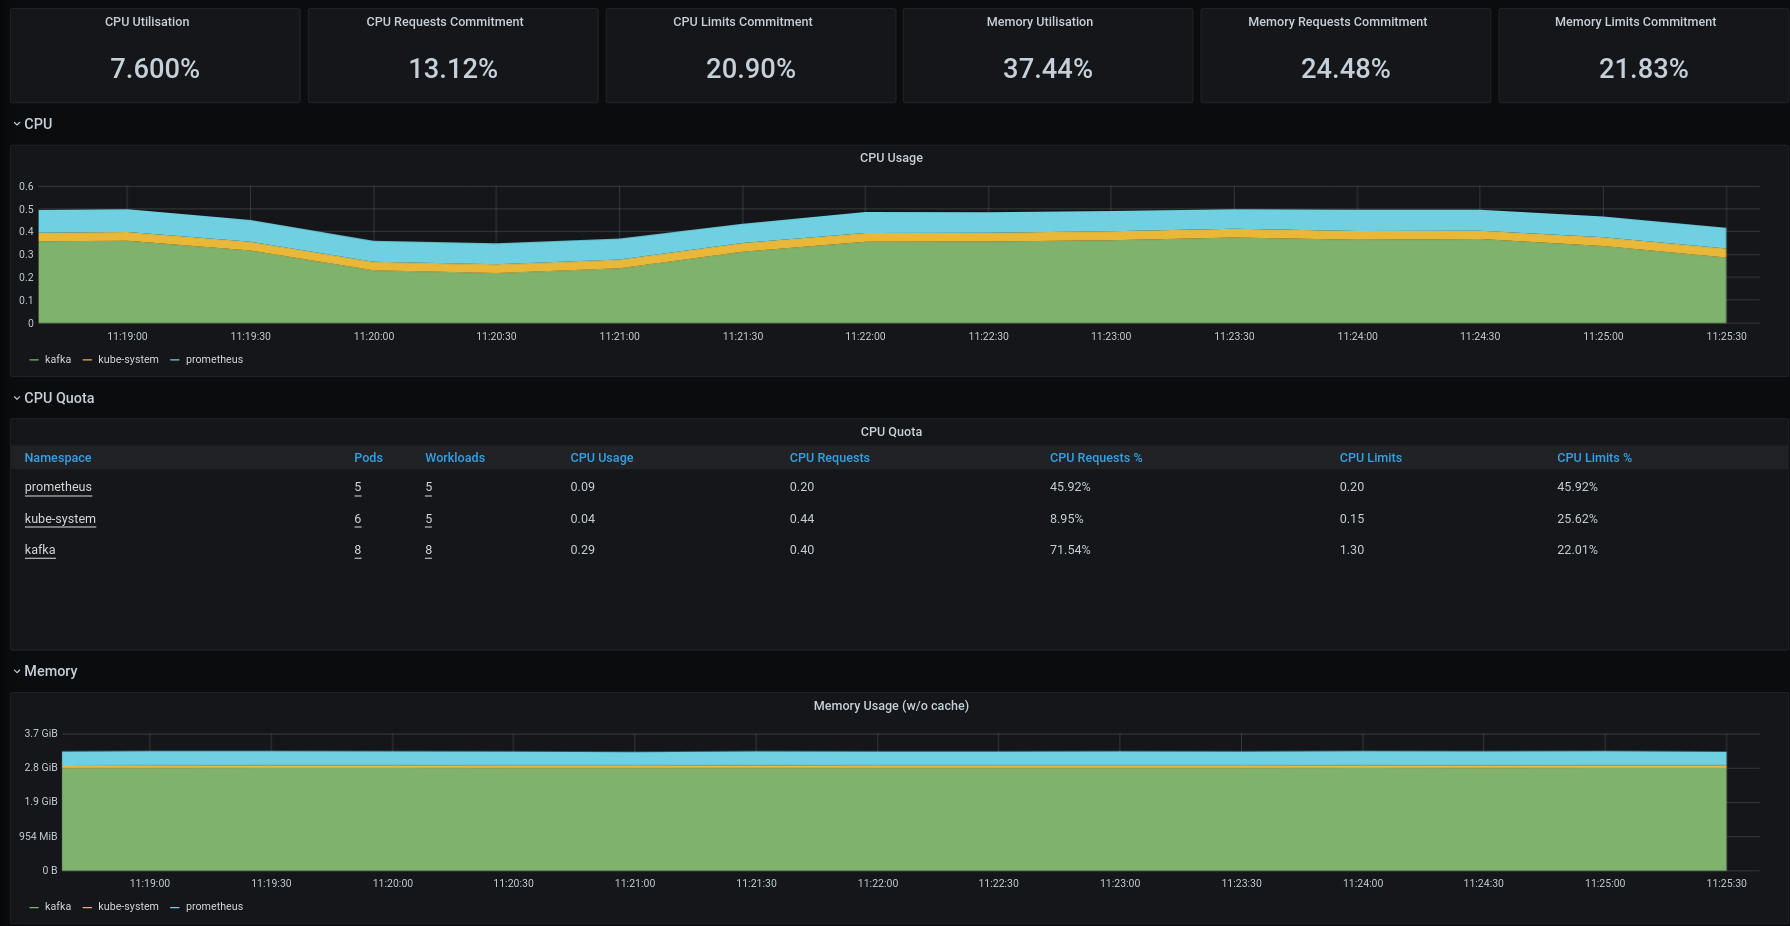 CPU Utilisation CPU Requests Commitment CPU Limits Commitment Memory Utilisation Memory Requests Commitment Memory Limits Commitment
7.600% 13.12% 20.90% 37.44% 24.48% 21.83%
CPU
CPU Usage
0.6
0.5
0.4
0.3
0.2
0.1
0
11:19:00 11:19:30 11:20:00 11:20:30 11:21:00 11:21:30 11:22:00 11:22:30 11:23:00 11:23:30 11:24:00 11:24:30 11:25:00 11:25:30
kafka kube-system prometheus
CPU Quota
CPU Quota
Namespace Pods Workloads CPU Usage CPU Requests CPU Requests % CPU Limits CPU Limits %
prometheus 5 5 0.09 0.20 45.92% 0.20 45.92%
kube-system 6 5 0.04 0.44 8.95% 0.15 25.62%
kafka 8 8 0.29 0.40 71.54% 1.30 22.01%
Memory
Memory Usage (w/o cache)
3.7 GiB
2.8 GiB
1.9 GiB
954 MiB
0 B
11:19:00 11:19:30 11:20:00 11:20:30 11:21:00 11:21:30 11:22:00 11:22:30 11:23:00 11:23:30 11:24:00 11:24:30 11:25:00 11:25:30
kafka kube-system prometheus